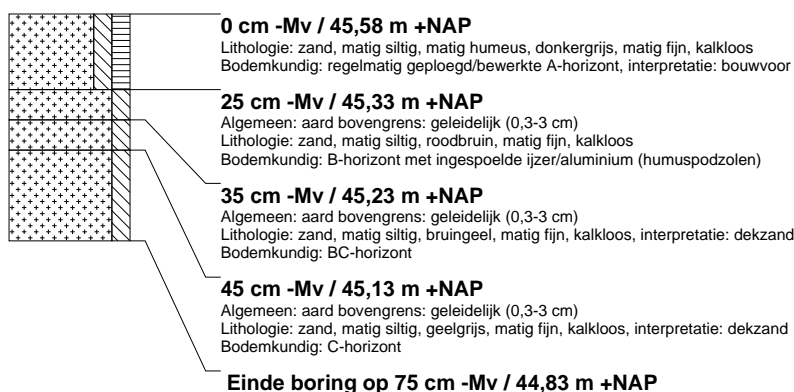 0 cm -Mv / 45,58 m +NAP
Lithologie: zand, matig siltig, matig humeus, donkergrijs, matig fijn, kalkloos
Bodemkundig: regelmatig geploegd/bewerkte A-horizont, interpretatie: bouwvoor
25 cm -Mv / 45,33 m +NAP
Algemeen: aard bovengrens: geleidelijk (0,3-3 cm)
Lithologie: zand, matig siltig, roodbruin, matig fijn, kalkloos
Bodemkundig: B-horizont met ingespoelde ijzer/aluminium (humuspodzolen)
35 cm -Mv / 45,23 m +NAP
Algemeen: aard bovengrens: geleidelijk (0,3-3 cm)
Lithologie: zand, matig siltig, bruingeel, matig fijn, kalkloos, interpretatie: dekzand
Bodemkundig: BC-horizont
45 cm -Mv / 45,13 m +NAP
Algemeen: aard bovengrens: geleidelijk (0,3-3 cm)
Lithologie: zand, matig siltig, geelgrijs, matig fijn, kalkloos, interpretatie: dekzand
Bodemkundig: C-horizont
Einde boring op 75 cm -Mv / 44,83 m +NAP